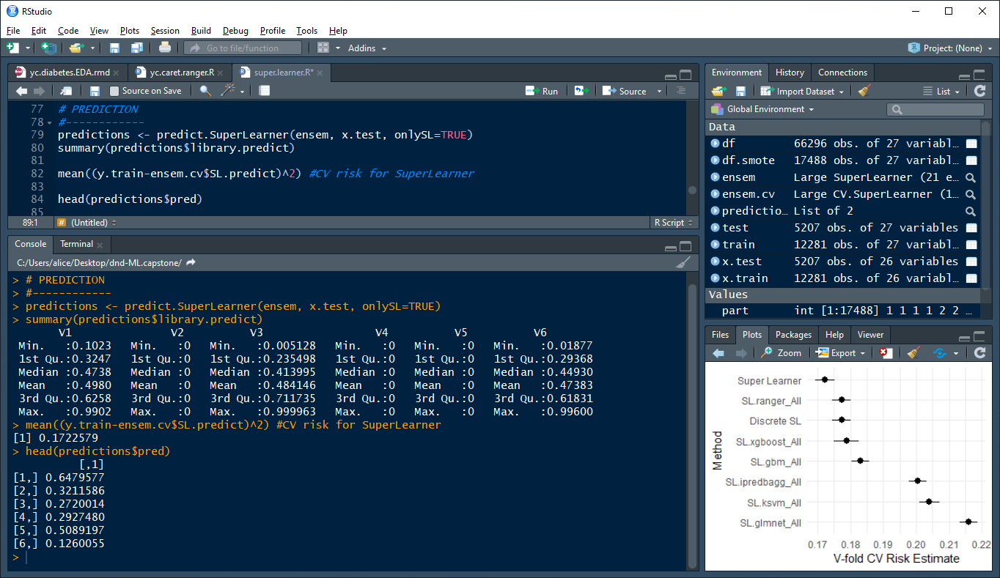 RStudio
File Edit Code View Plots Session Build Debug Profile Tools Help
Go to file/function Addins Project: (None)
yc.diabetes.EDA.rmd yc.caret.ranger.R super.learner.R*
Source on Save Run Source
77 # PREDICTION
78 #------------
79 predictions <- predict.SuperLearner(ensem, x.test, onlySL=TRUE)
80 summary(predictions$library.predict)
81
82 mean((y.train-ensem.cv$SL.predict)^2) #CV risk for SuperLearner
83
84 head(predictions$pred)
85
89:1 # (Untitled) R Script
Console Terminal
C:/Users/alice/Desktop/dnd-ML.capstone/
> # PREDICTION
> #------------
> predictions <- predict.SuperLearner(ensem, x.test, onlySL=TRUE)
> summary(predictions$library.predict)
V1 V2 V3 V4 V5 V6
Min. :0.1023 Min. :0 Min. :0.005128 Min. :0 Min. :0 Min. :0.01877
1st Qu.:0.3247 1st Qu.:0 1st Qu.:0.235498 1st Qu.:0 1st Qu.:0 1st Qu.:0.29368
Median :0.4738 Median :0 Median :0.413995 Median :0 Median :0 Median :0.44930
Mean :0.4980 Mean :0 Mean :0.484146 Mean :0 Mean :0 Mean :0.47383
3rd Qu.:0.6258 3rd Qu.:0 3rd Qu.:0.711735 3rd Qu.:0 3rd Qu.:0 3rd Qu.:0.61831
Max. :0.9902 Max. :0 Max. :0.999963 Max. :0 Max. :0 Max. :0.99600
> mean((y.train-ensem.cv$SL.predict)^2) #CV risk for SuperLearner
[1] 0.1722579
> head(predictions$pred)
[,1]
[1,] 0.6479577
[2,] 0.3211586
[3,] 0.2720014
[4,] 0.2927480
[5,] 0.5089197
[6,] 0.1260055
>
Environment History Connections
Import Dataset List
Global Environment
Data
df 66296 obs. of 27 variabl…
df.smote 17488 obs. of 27 variabl…
ensem Large SuperLearner (21 e…
ensem.cv Large CV.SuperLearner (1…
predictio… List of 2
test 5207 obs. of 27 variables
train 12281 obs. of 27 variabl…
x.test 5207 obs. of 26 variables
x.train 12281 obs. of 26 variabl…
Values
part int [1:17488] 1 1 1 1 2 2 …
Files Plots Packages Help Viewer
Zoom Export
Super Learner
SL.ranger_All
Discrete SL
SL.xgboost_All
SL.gbm_All
SL.ipredbagg_All
SL.ksvm_All
SL.glmnet_All
Method
0.17 0.18 0.19 0.20 0.21 0.22
V-fold CV Risk Estimate